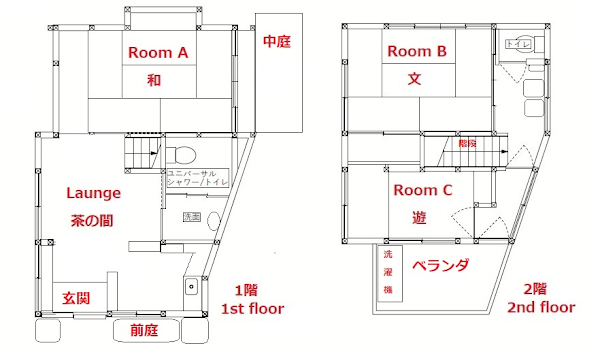 Room A
和
中庭
Launge
茶の間
ユニバーサル
シャワー/トイレ
洗面
玄関
前庭
1階
1st floor
Room B
文
トイレ
階段
Room C
遊
洗
濯
機
ベランダ
2階
2nd floor